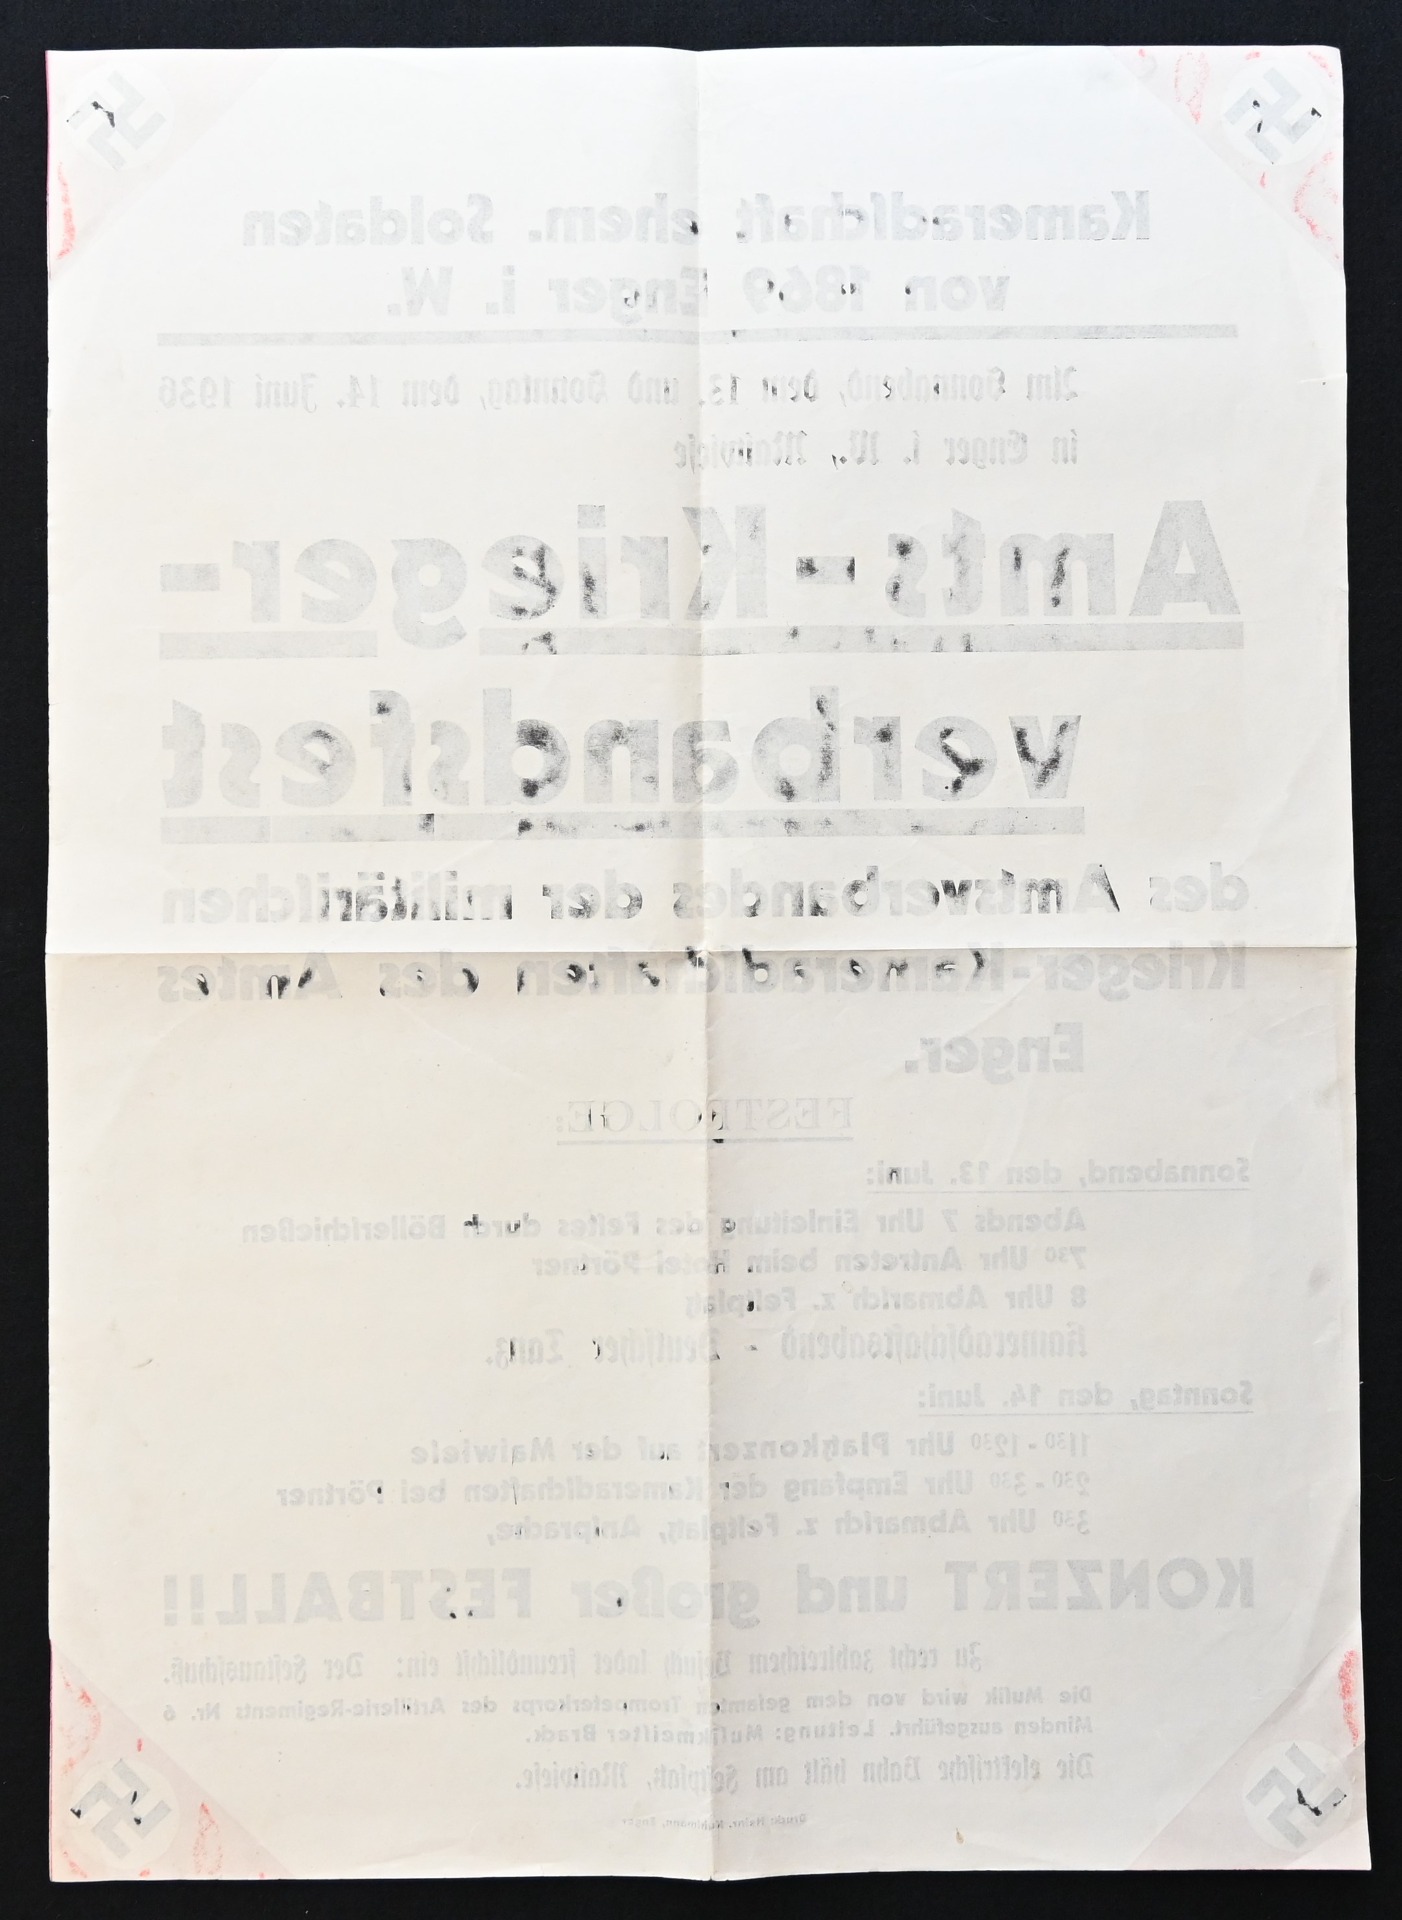 Kameradschaft ehem. Soldaten
von 1869 Enger i. W.
Am Sonnabend, dem 13. und Sonntag, dem 14. Juni 1936
in Enger i. W., Maiwiese
Amts-Krieger-
verbandsfest
des Amtsverbandes der militärischen
Krieger-Kameradschaften des Amtes
Enger.
FESTFOLGE:
Sonnabend, den 13. Juni:
Abends 7 Uhr Einleitung des Festes durch Böllerschießen
7³⁰ Uhr Antreten beim Hotel Pörtner
8 Uhr Abmarsch z. Festplatz
Kameradschaftsabend - Deutscher Tanz.
Sonntag, den 14. Juni:
11³⁰ - 12³⁰ Uhr Platzkonzert auf der Maiwiese
2³⁰ - 3³⁰ Uhr Empfang der Kameradschaften bei Pörtner
3³⁰ Uhr Abmarsch z. Festplatz, Ansprache,
KONZERT und großer FESTBALL!!
Zu recht zahlreichem Besuch ladet freundlichst ein: Der Festausschuß.
Die Musik wird von dem gesamten Trompeterkorps des Artillerie-Regiments Nr. 6
Minden ausgeführt. Leitung: Musikmeister Brack.
Die elektrische Bahn hält am Festplatz, Maiwiese.
Druck: Heinr. Kuhlmann, Enger